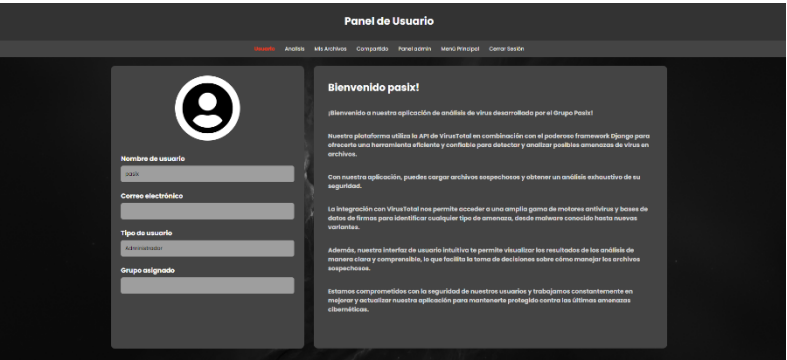 Panel de Usuario
Usuario Analisis Mis Archivos Compartido Panel admin Menú Principal Cerrar Sesión
Nombre de usuario
pasix
Correo electrónico
Tipo de usuario
Administrador
Grupo asignado
Bienvenido pasix!
¡Bienvenido a nuestra aplicación de análisis de virus desarrollada por el Grupo Pasix!
Nuestra plataforma utiliza la API de VirusTotal en combinación con el poderoso framework Django para
ofrecerte una herramienta eficiente y confiable para detectar y analizar posibles amenazas de virus en
archivos.
Con nuestra aplicación, puedes cargar archivos sospechosos y obtener un análisis exhaustivo de su
seguridad.
La integración con VirusTotal nos permite acceder a una amplia gama de motores antivirus y bases de
datos de firmas para identificar cualquier tipo de amenaza, desde malware conocido hasta nuevas
variantes.
Además, nuestra interfaz de usuario intuitiva te permite visualizar los resultados de los análisis de
manera clara y comprensible, lo que facilita la toma de decisiones sobre cómo manejar los archivos
sospechosos.
Estamos comprometidos con la seguridad de nuestros usuarios y trabajamos constantemente en
mejorar y actualizar nuestra aplicación para mantenerte protegido contra las últimas amenazas
cibernéticas.